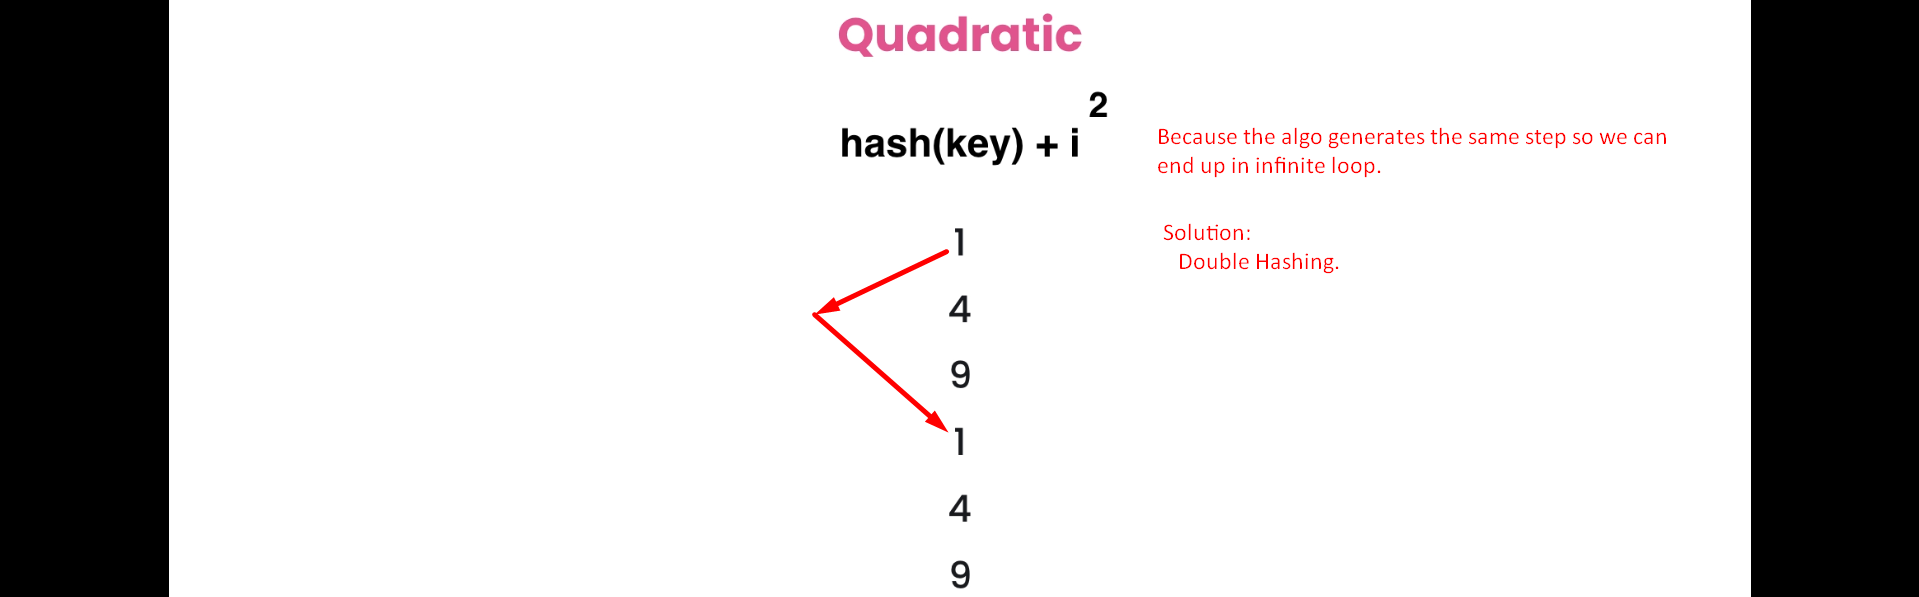 Quadratic
hash(key) + i²
Because the algo generates the same step so we can
end up in infinite loop.
1
Solution:
Double Hashing.
4
9
1
4
9